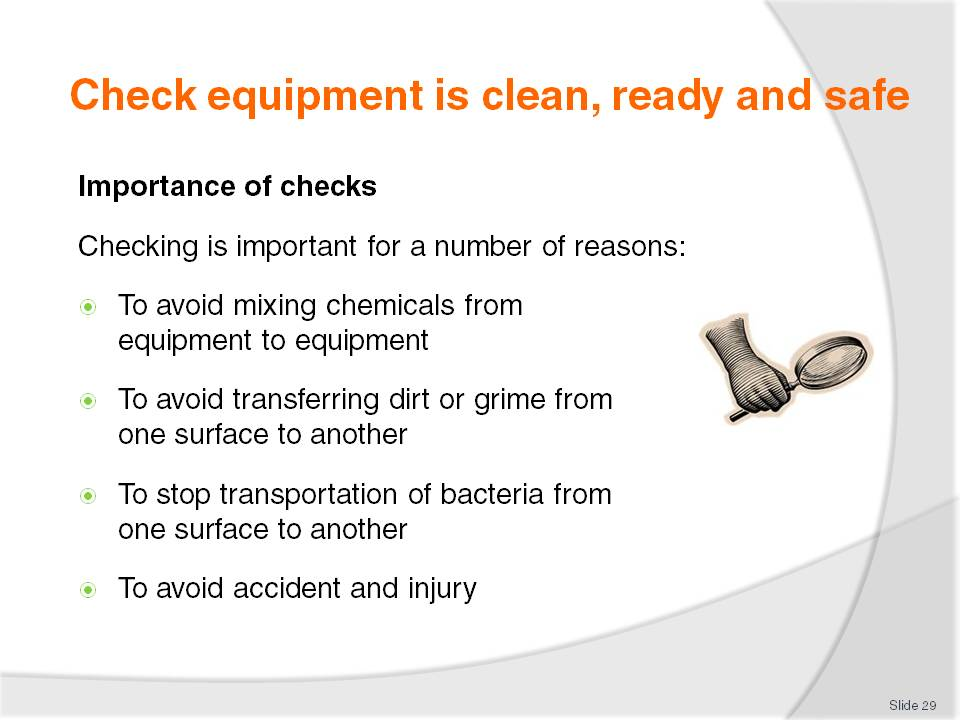 Check equipment is clean, ready and safe
Importance of checks
Checking is important for a number of reasons:
To avoid mixing chemicals from
equipment to equipment
To avoid transferring dirt or grime from
one surface to another
To stop transportation of bacteria from
one surface to another
To avoid accident and injury
Slide 29